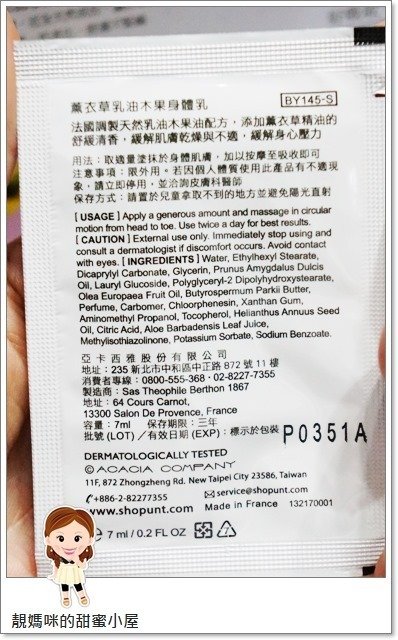 薰衣草乳油木果身體乳
BY145-S
法國調製天然乳油木果油配方，添加薰衣草精油的
舒緩清香，緩解肌膚乾燥與不適，緩解身心壓力
用法：取適量塗抹於身體肌膚，加以按摩至吸收即可
注意事項：限外用。若因個人體質使用此產品有不適現
象，請立即停用，並洽詢皮膚科醫師
保存方式：請置於兒童拿取不到的地方並避免陽光直射
[ USAGE ] Apply a generous amount and massage in circular
motion from head to toe. Use twice a day for best results.
[ CAUTION ] External use only. Immediately stop using and
consult a dermatologist if discomfort occurs. Avoid contact
with eyes. [ INGREDIENTS ] Water, Ethylhexyl Stearate,
Dicaprylyl Carbonate, Glycerin, Prunus Amygdalus Dulcis
Oil, Lauryl Glucoside, Polyglyceryl-2 Dipolyhydroxystearate,
Olea Europaea Fruit Oil, Butyrospermum Parkii Butter,
Perfume, Carbomer, Chloorphenesin, Xanthan Gum,
Aminomethyl Propanol, Tocopherol, Helianthus Annuus Seed
Oil, Citric Acid, Aloe Barbadensis Leaf Juice,
Methylisothiazolinone, Potassium Sorbate, Sodium Benzoate.
亞卡西雅股份有限公司
地址：235 新北市中和區中正路 872 號 11 樓
消費者專線：0800-555-368・02-8227-7355
製造商：Sas Theophile Berthon 1867
地址：64 Cours Carnot,
13300 Salon De Provence, France
容量：7ml 保存期限：三年
批號 (LOT) ∕ 有效日期 (EXP)：標示於包裝
P0351A
DERMATOLOGICALLY TESTED
© ACACIA COMPANY
11F, 872 Zhongzheng Rd. New Taipei City 23586, Taiwan
+886-2-82277355
service@shopunt.com
www.shopunt.com
Made in France
132170001
e 7 ml / 0.2 FL OZ
靚媽咪的甜蜜小屋